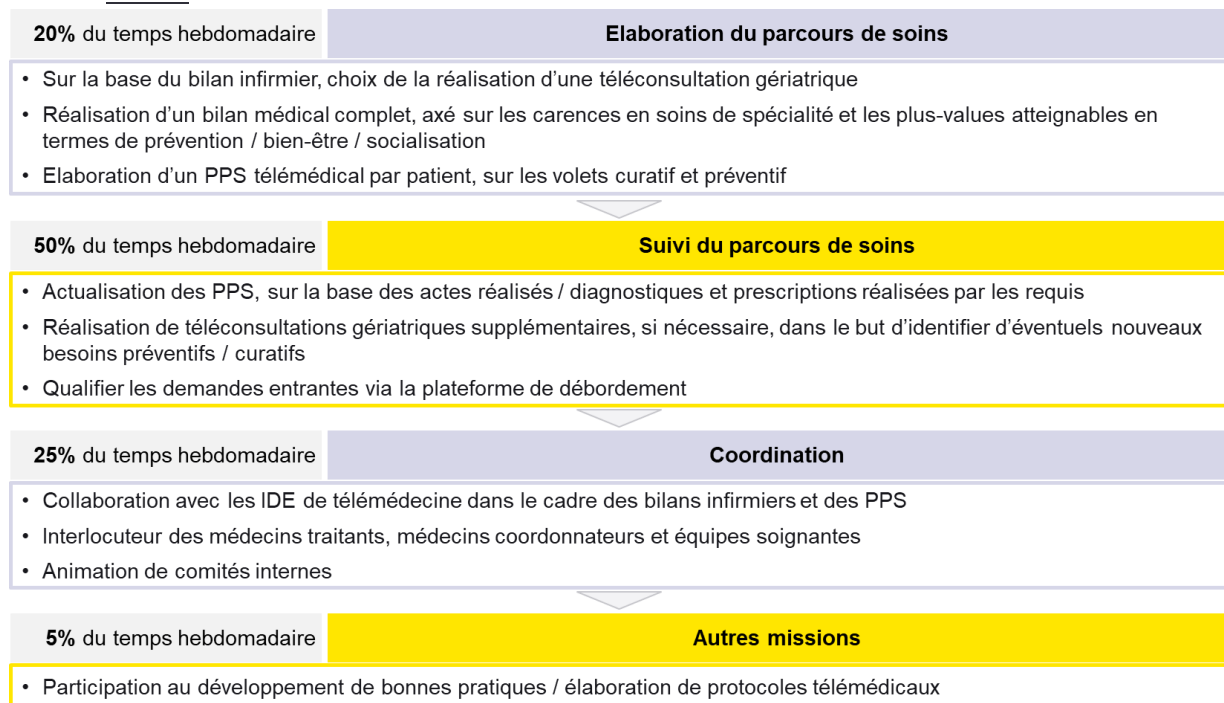 20% du temps hebdomadaire
Elaboration du parcours de soins
• Sur la base du bilan infirmier, choix de la réalisation d'une téléconsultation gériatrique
• Réalisation d'un bilan médical complet, axé sur les carences en soins de spécialité et les plus-values atteignables en
termes de prévention / bien-être / socialisation
• Elaboration d'un PPS télémédical par patient, sur les volets curatif et préventif
50% du temps hebdomadaire
Suivi du parcours de soins
• Actualisation des PPS, sur la base des actes réalisés / diagnostiques et prescriptions réalisées par les requis
• Réalisation de téléconsultations gériatriques supplémentaires, si nécessaire, dans le but d'identifier d'éventuels nouveaux
besoins préventifs / curatifs
• Qualifier les demandes entrantes via la plateforme de débordement
25% du temps hebdomadaire
Coordination
• Collaboration avec les IDE de télémédecine dans le cadre des bilans infirmiers et des PPS
• Interlocuteur des médecins traitants, médecins coordonnateurs et équipes soignantes
• Animation de comités internes
5% du temps hebdomadaire
Autres missions
• Participation au développement de bonnes pratiques / élaboration de protocoles télémédicaux